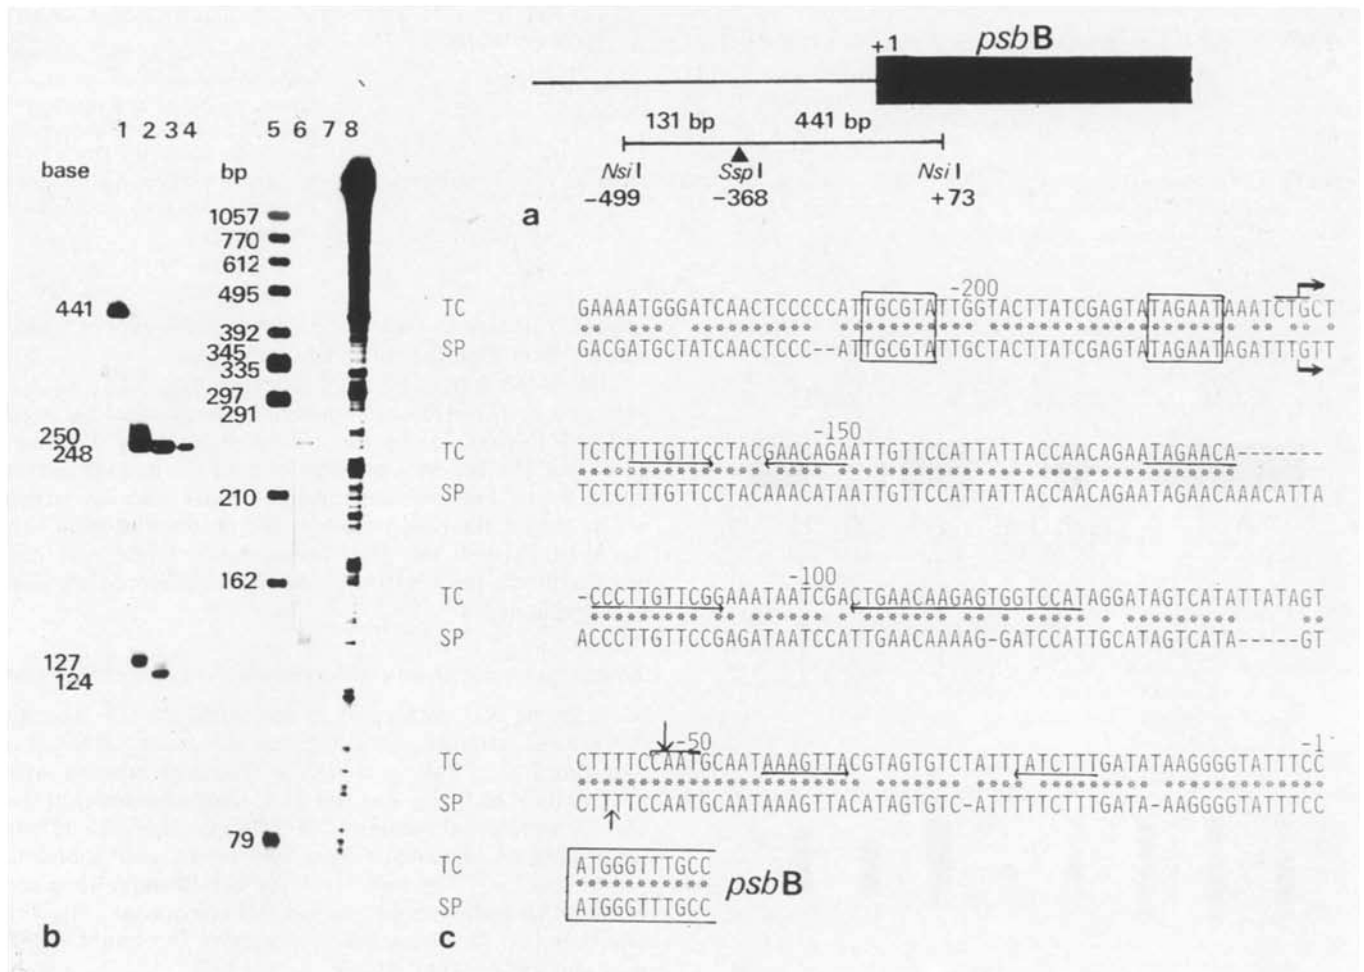 psbB
+1
131 bp 441 bp
NsiI SspI NsiI
−499 −368 +73
a
1 2 3 4 5 6 7 8
base bp
1057
770
612
495
441
392
345
335
297
291
250
248
210
162
127
124
79
b
-200
TC GAAAATGGGATCAACTCCCCCATTGCGTATTGGTACTTATCGAGTATAGAATAAATCTGCT
SP GACGATGCTATCAACTCCC--ATTGCGTATTGCTACTTATCGAGTATAGAATAGATTTGTT
-150
TC TCTCTTTGTTCCTACGAACAGAATTGTTCCATTATTACCAACAGAATAGAACA-------
SP TCTCTTTGTTCCTACAAACATAATTGTTCCATTATTACCAACAGAATAGAACAAACATTA
-100
TC -CCCTTGTTCGGAAATAATCGACTGAACAAGAGTGGTCCATAGGATAGTCATATTATAGT
SP ACCCTTGTTCCGAGATAATCCATTGAACAAAAG-GATCCATTGCATAGTCATA-----GT
-50 -1
TC CTTTTCCAATGCAATAAAGTTACGTAGTGTCTATTTATCTTTGATATAAGGGGTATTTCC
SP CTTTTCCAATGCAATAAAGTTACATAGTGTC-ATTTTTCTTTGATA-AAGGGGTATTTCC
TC ATGGGTTTGCC psbB
SP ATGGGTTTGCC
c